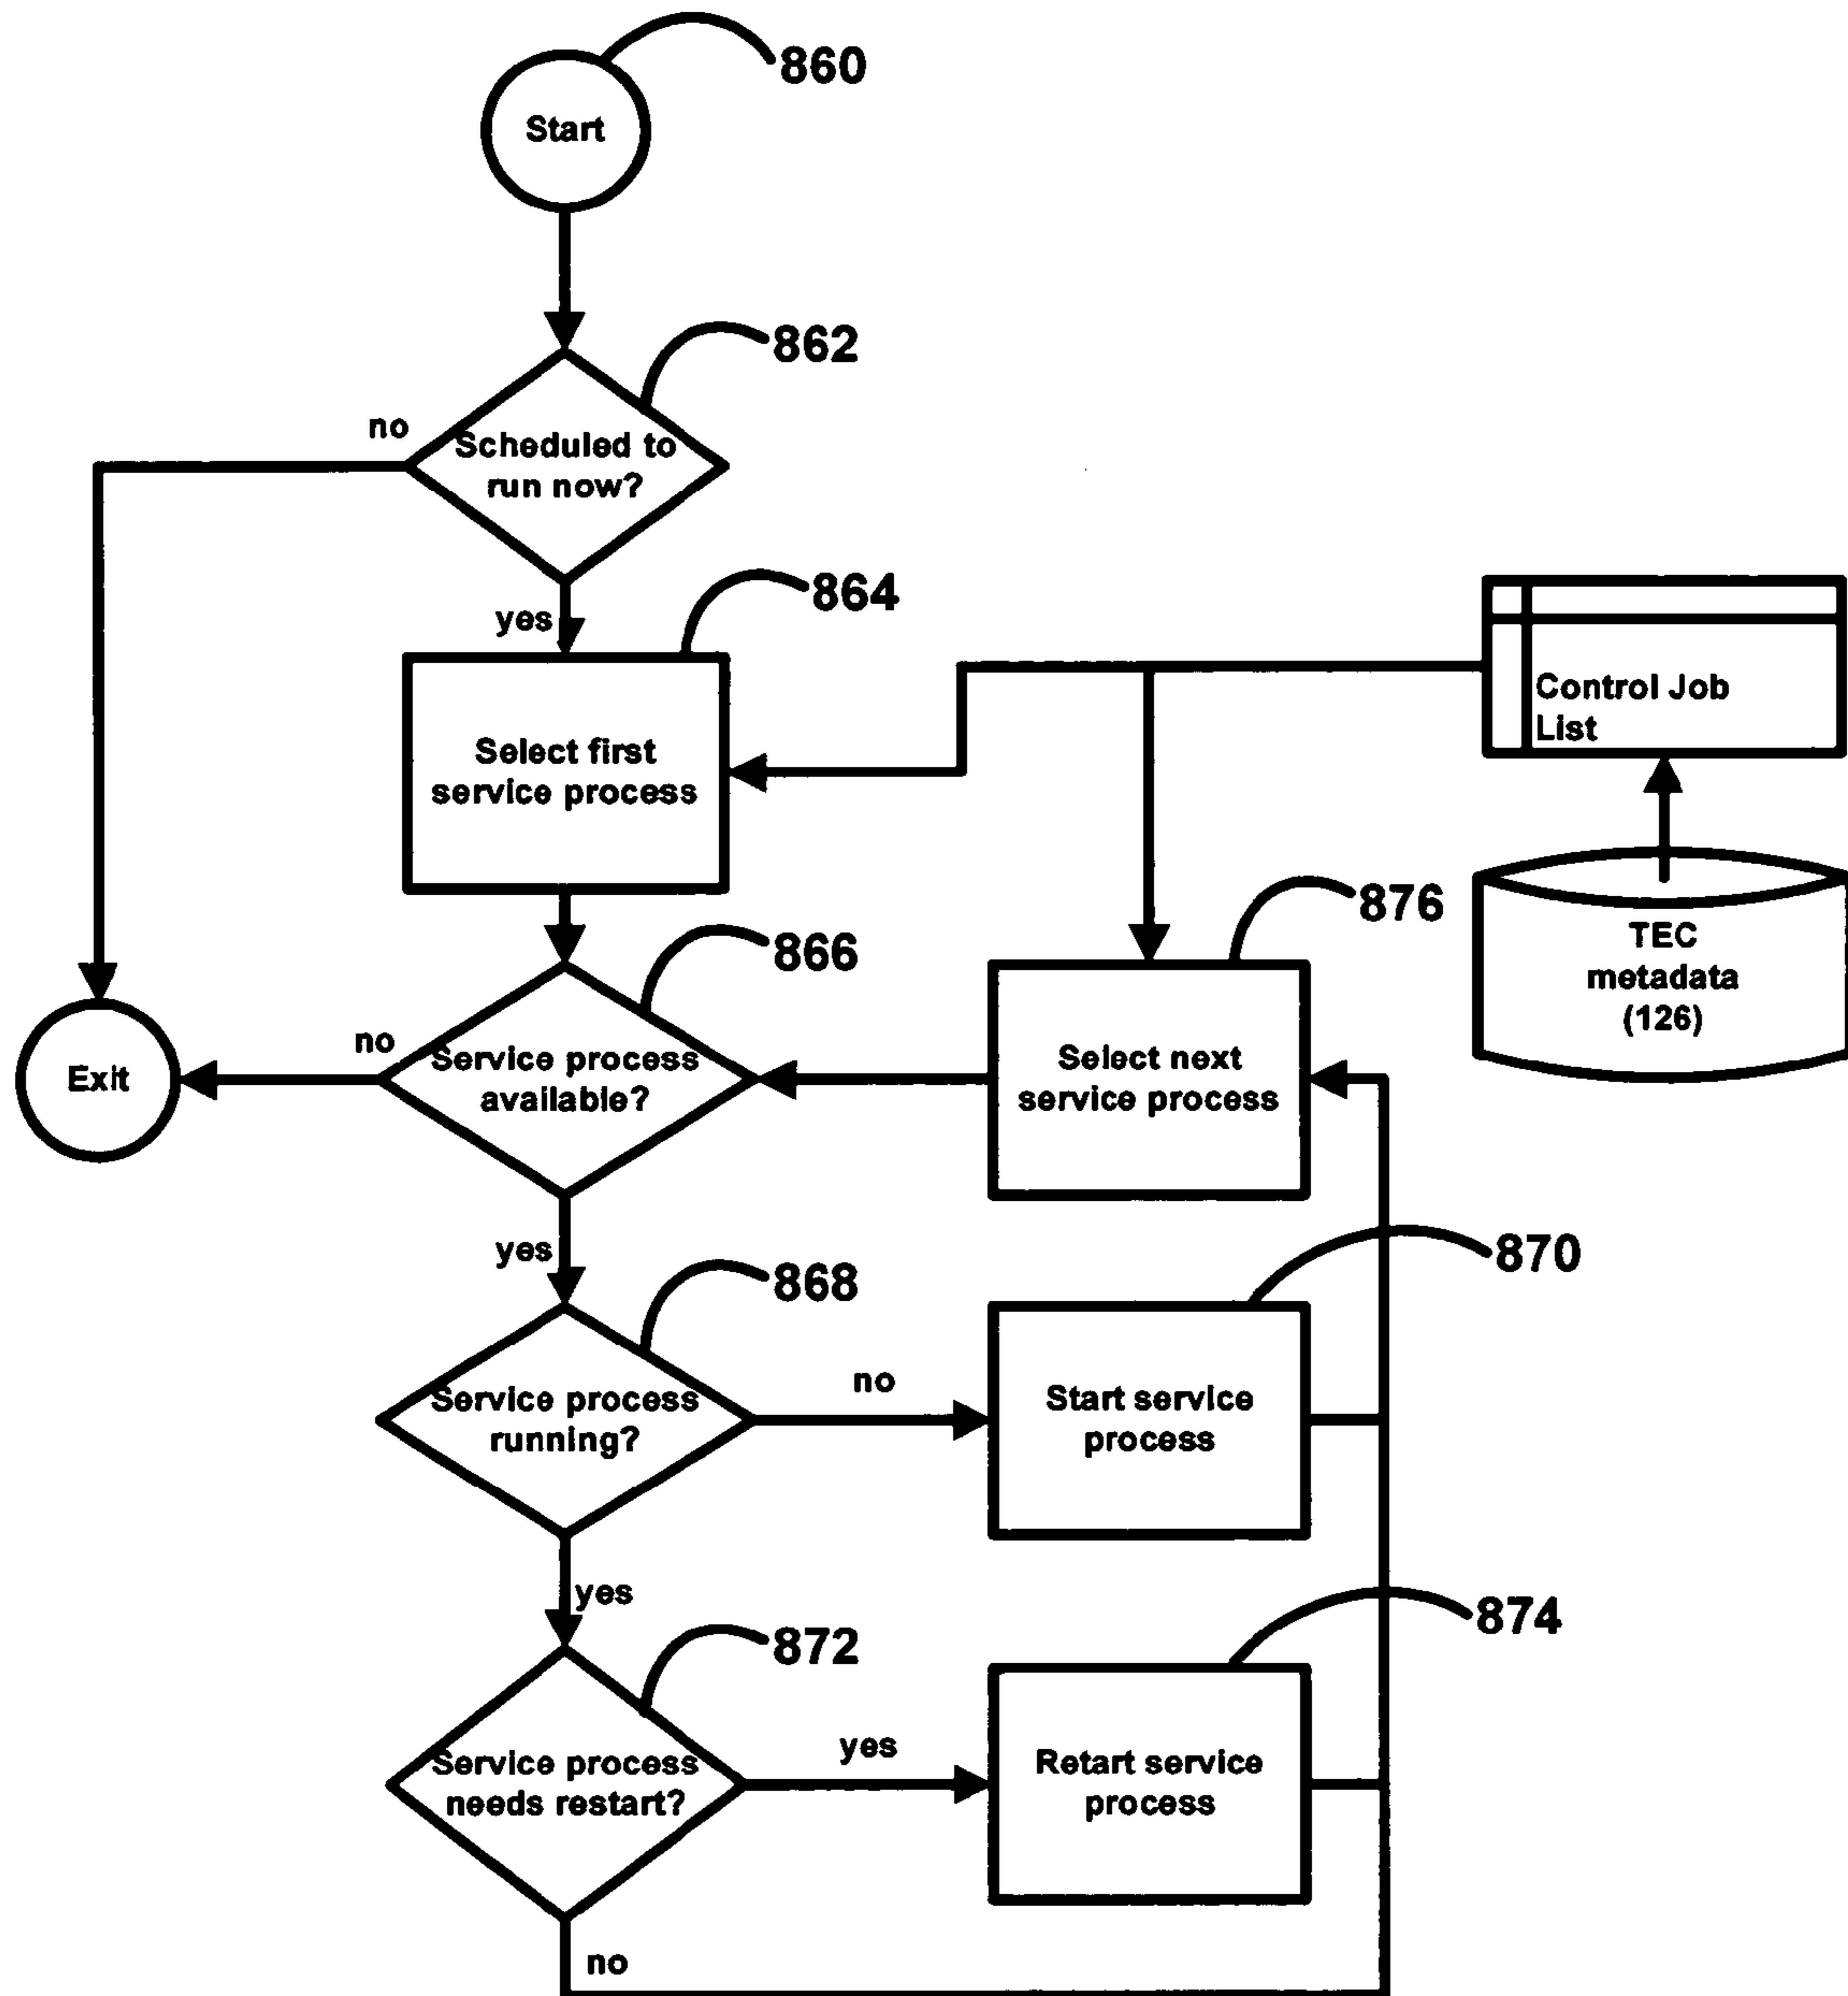 860
Start
862
no
Scheduled to
run now?
yes
864
Select first
service process
Control Job
List
876
TEC
metadata
(126)
866
no
Service process
available?
Exit
Select next
service process
yes
868
870
Service process
running?
no
Start service
process
yes
872
874
Service process
needs restart?
yes
Retart service
process
no